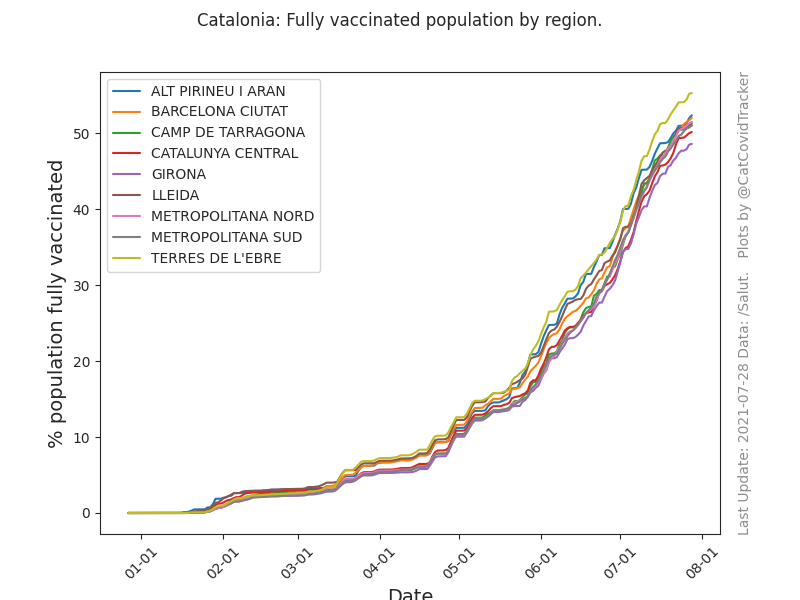 Catalonia: Fully vaccinated population by region.
ALT PIRINEU I ARAN
BARCELONA CIUTAT
CAMP DE TARRAGONA
CATALUNYA CENTRAL
GIRONA
LLEIDA
METROPOLITANA NORD
METROPOLITANA SUD
TERRES DE L'EBRE
% population fully vaccinated
50
40
30
20
10
0
01-01
02-01
03-01
04-01
05-01
06-01
07-01
08-01
Date
Last Update: 2021-07-28 Data: /Salut. Plots by @CatCovidTracker